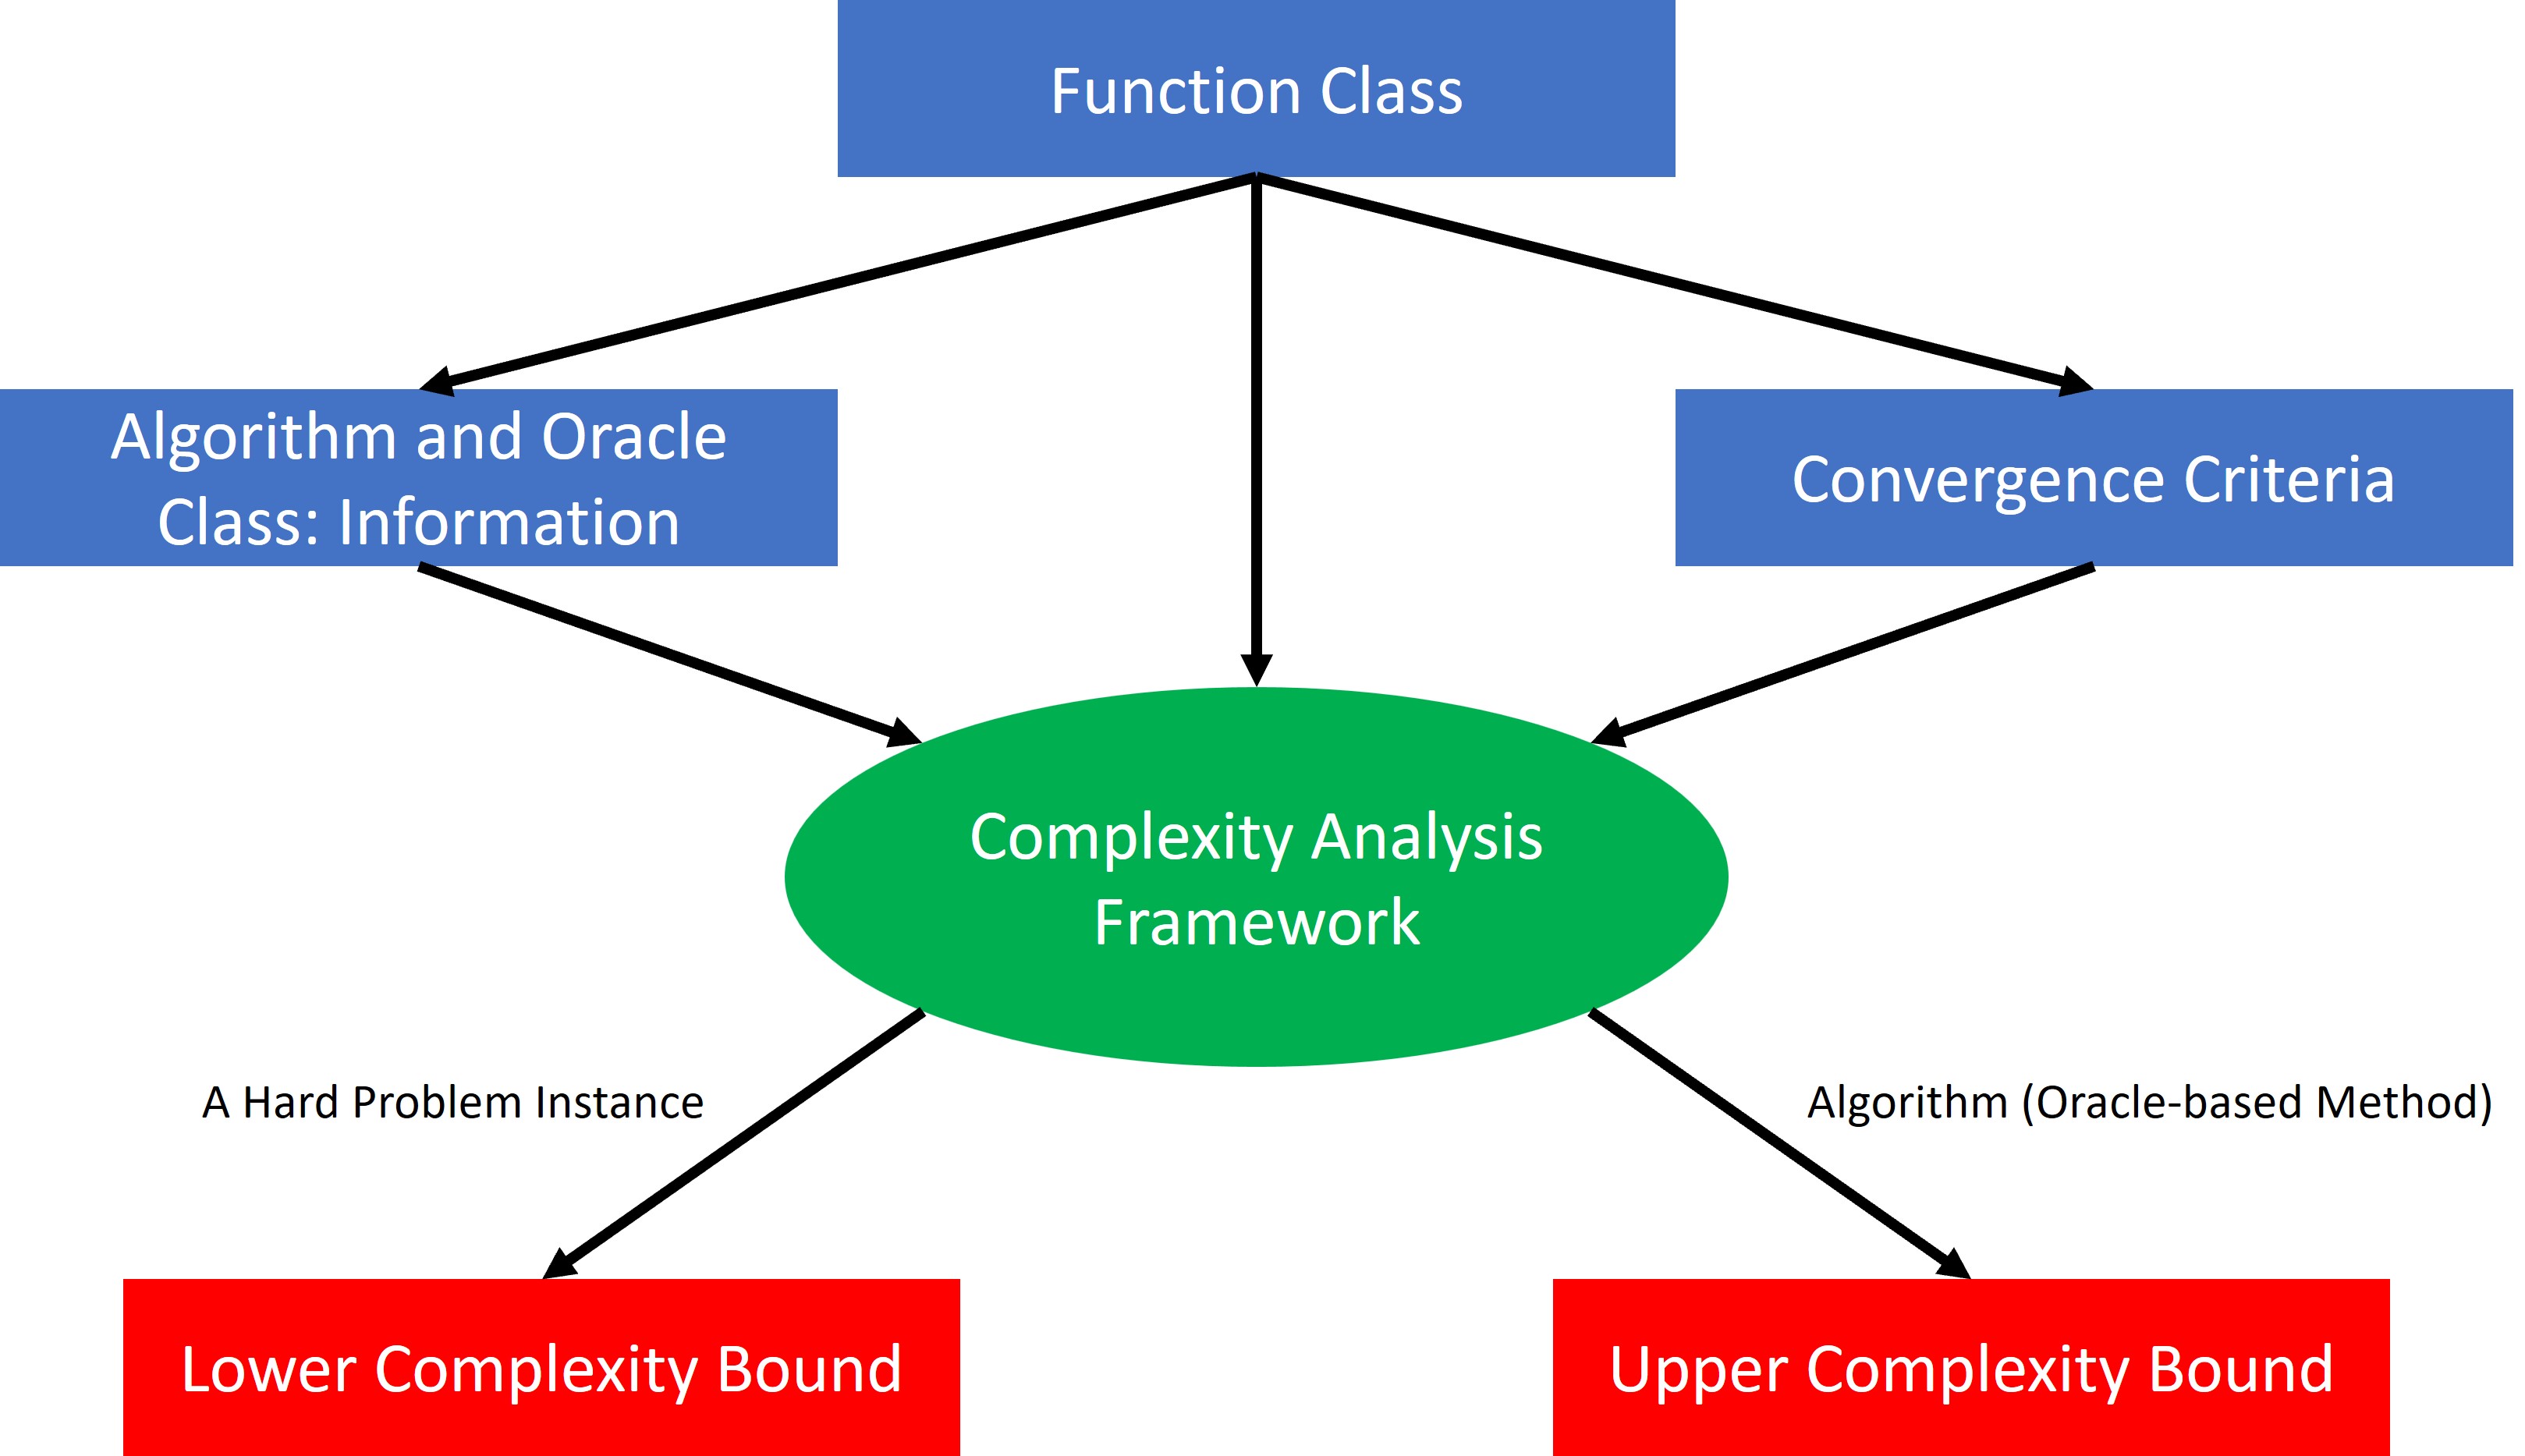 Function Class
Algorithm and Oracle
Class: Information
Convergence Criteria
Complexity Analysis
Framework
A Hard Problem Instance
Algorithm (Oracle-based Method)
Lower Complexity Bound
Upper Complexity Bound